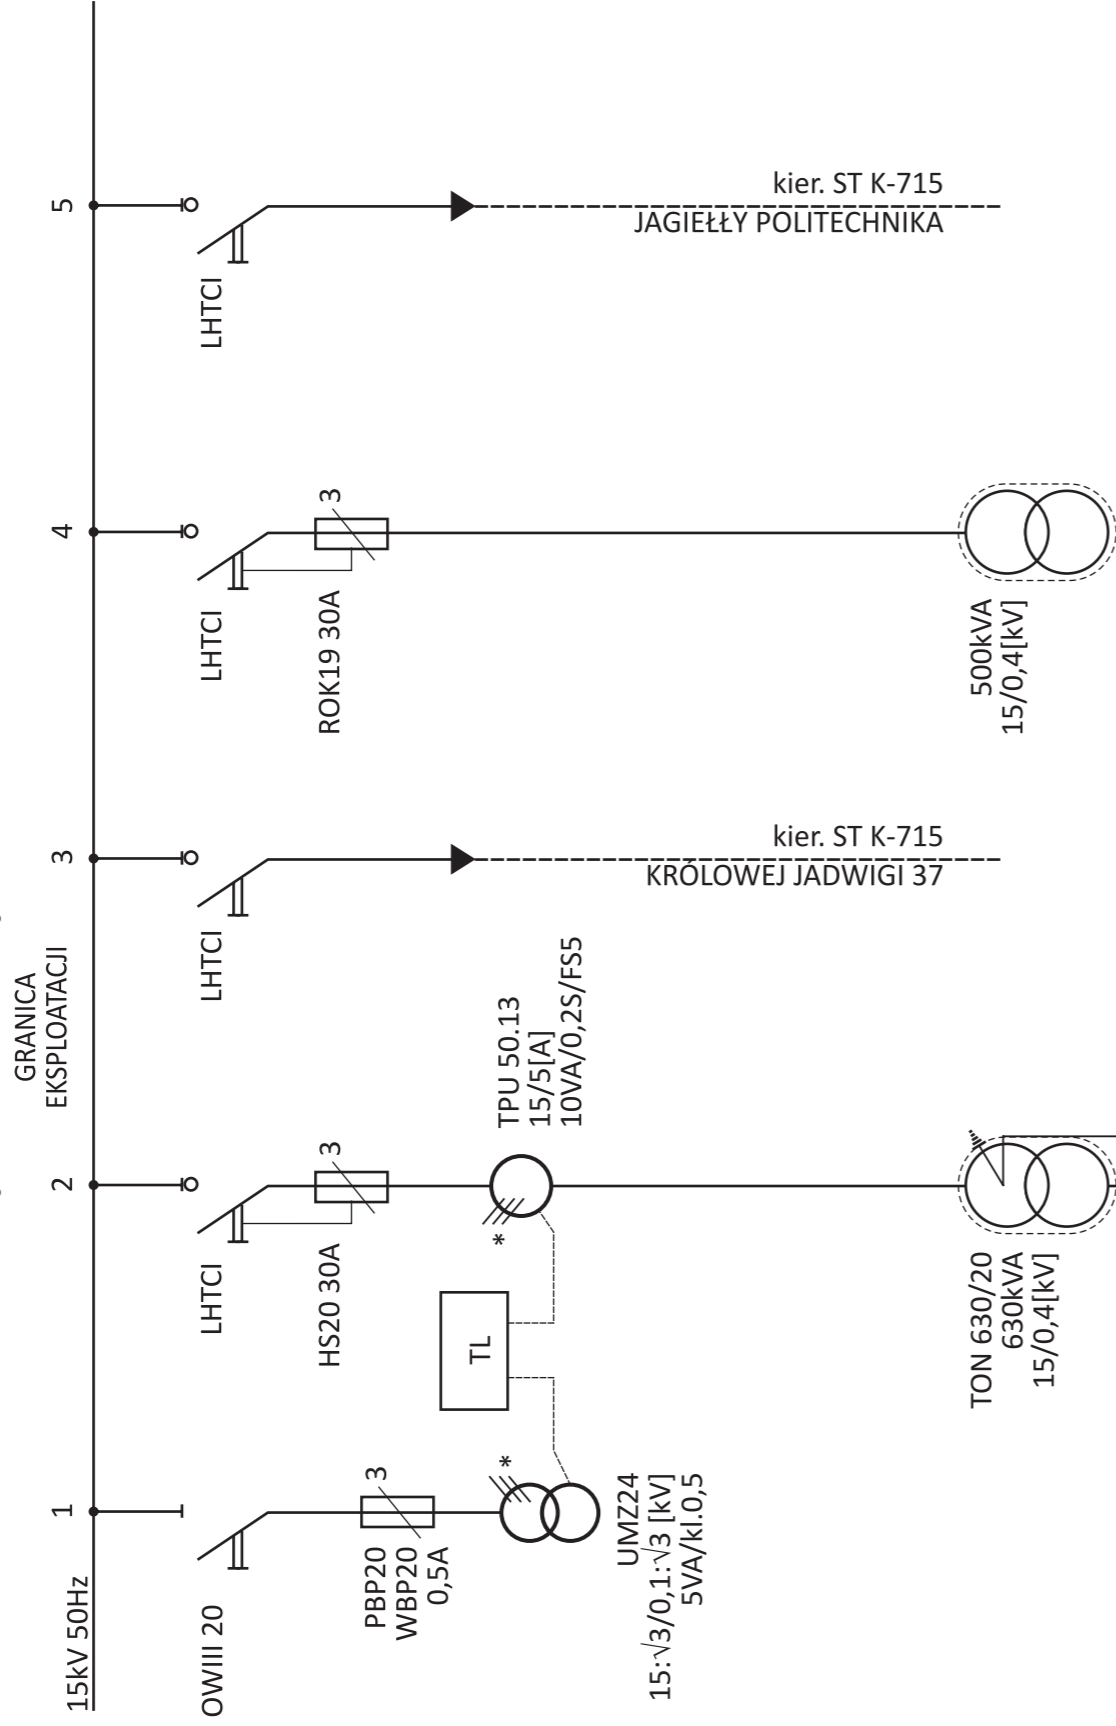 15kV 50Hz
GRANICA
EKSPLOATACJI
1
2
3
4
5
OWIII 20
LHTCI
LHTCI
LHTCI
LHTCI
PBP20
WBP20
0,5A
3
HS20 30A
3
ROK19 30A
3
TL
*
*
UMZ24
15:√3/0,1:√3 [kV]
5VA/kl.0,5
TPU 50.13
15/5[A]
10VA/0,2S/FS5
kier. ST K-715
KRÓLOWEJ JADWIGI 37
kier. ST K-715
JAGIEŁŁY POLITECHNIKA
TON 630/20
630kVA
15/0,4[kV]
500kVA
15/0,4[kV]